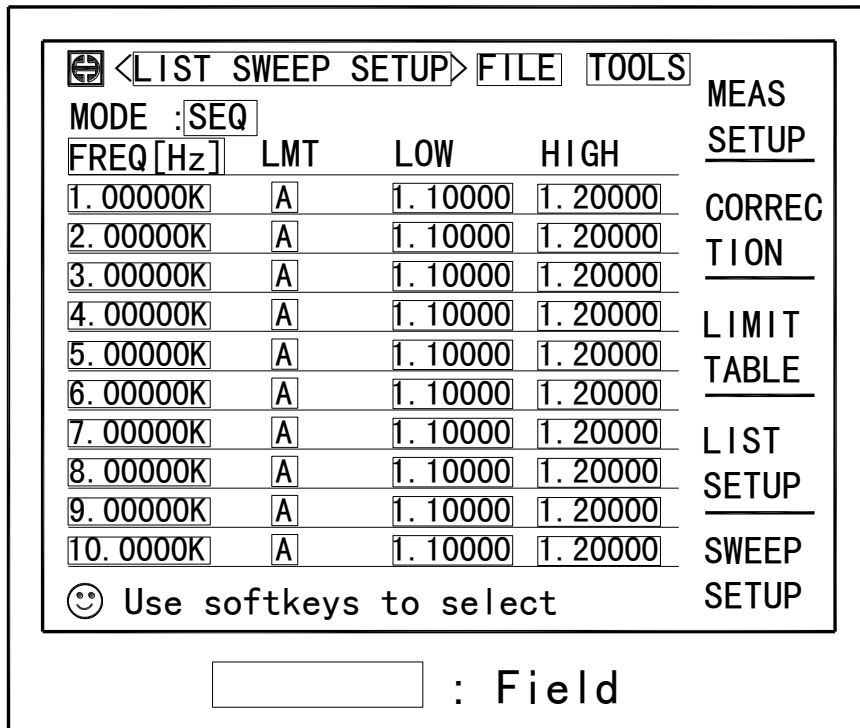 <LIST SWEEP SETUP> FILE TOOLS
MODE :SEQ
FREQ[Hz] LMT LOW HIGH
1.00000K A 1.10000 1.20000
2.00000K A 1.10000 1.20000
3.00000K A 1.10000 1.20000
4.00000K A 1.10000 1.20000
5.00000K A 1.10000 1.20000
6.00000K A 1.10000 1.20000
7.00000K A 1.10000 1.20000
8.00000K A 1.10000 1.20000
9.00000K A 1.10000 1.20000
10.0000K A 1.10000 1.20000
Use softkeys to select
MEAS
SETUP
CORREC
TION
LIMIT
TABLE
LIST
SETUP
SWEEP
SETUP
: Field